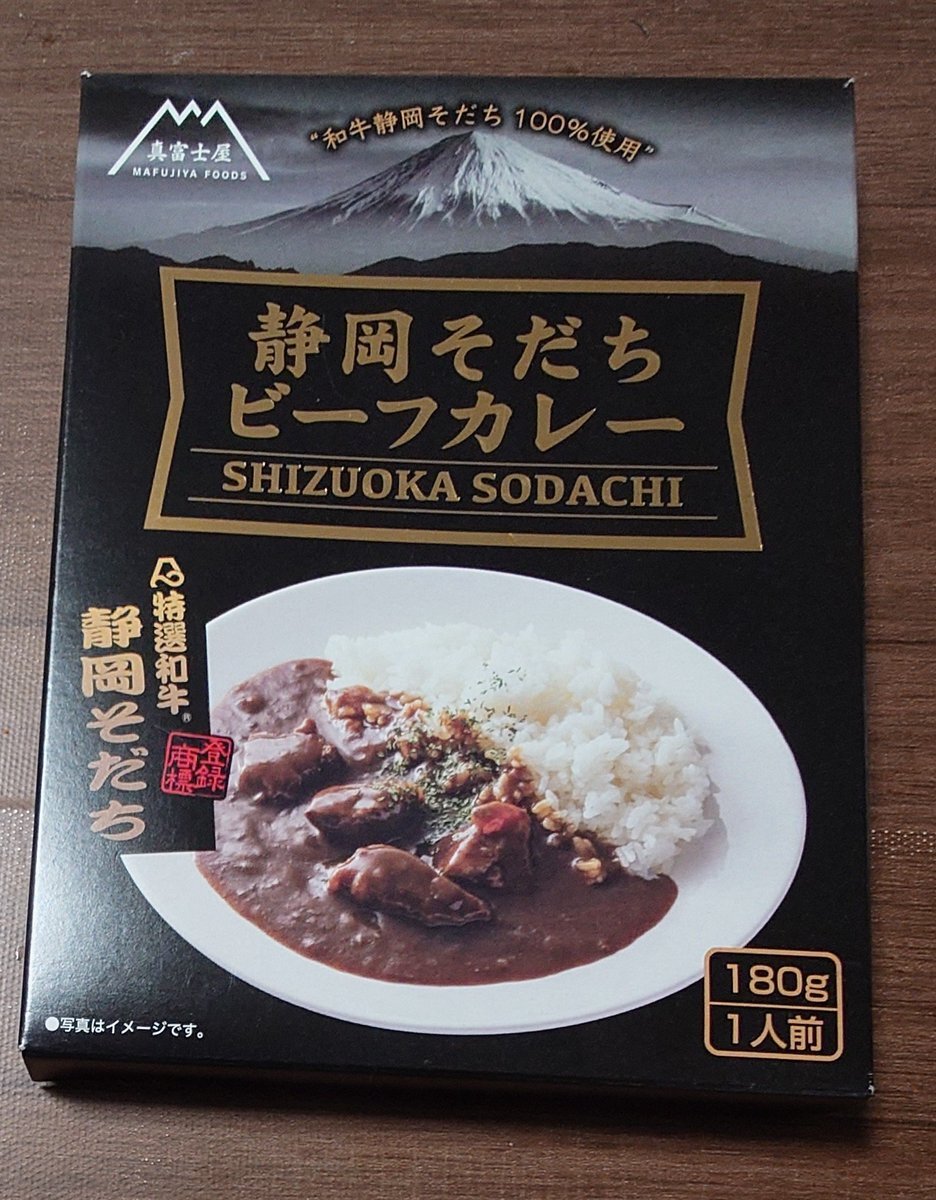 真富士屋
MAFUJIYA FOODS
“和牛静岡そだち 100%使用”
静岡そだち
ビーフカレー
SHIZUOKA SODACHI
特選和牛®
静岡そだち
登録
商標
180g
1人前
●写真はイメージです。